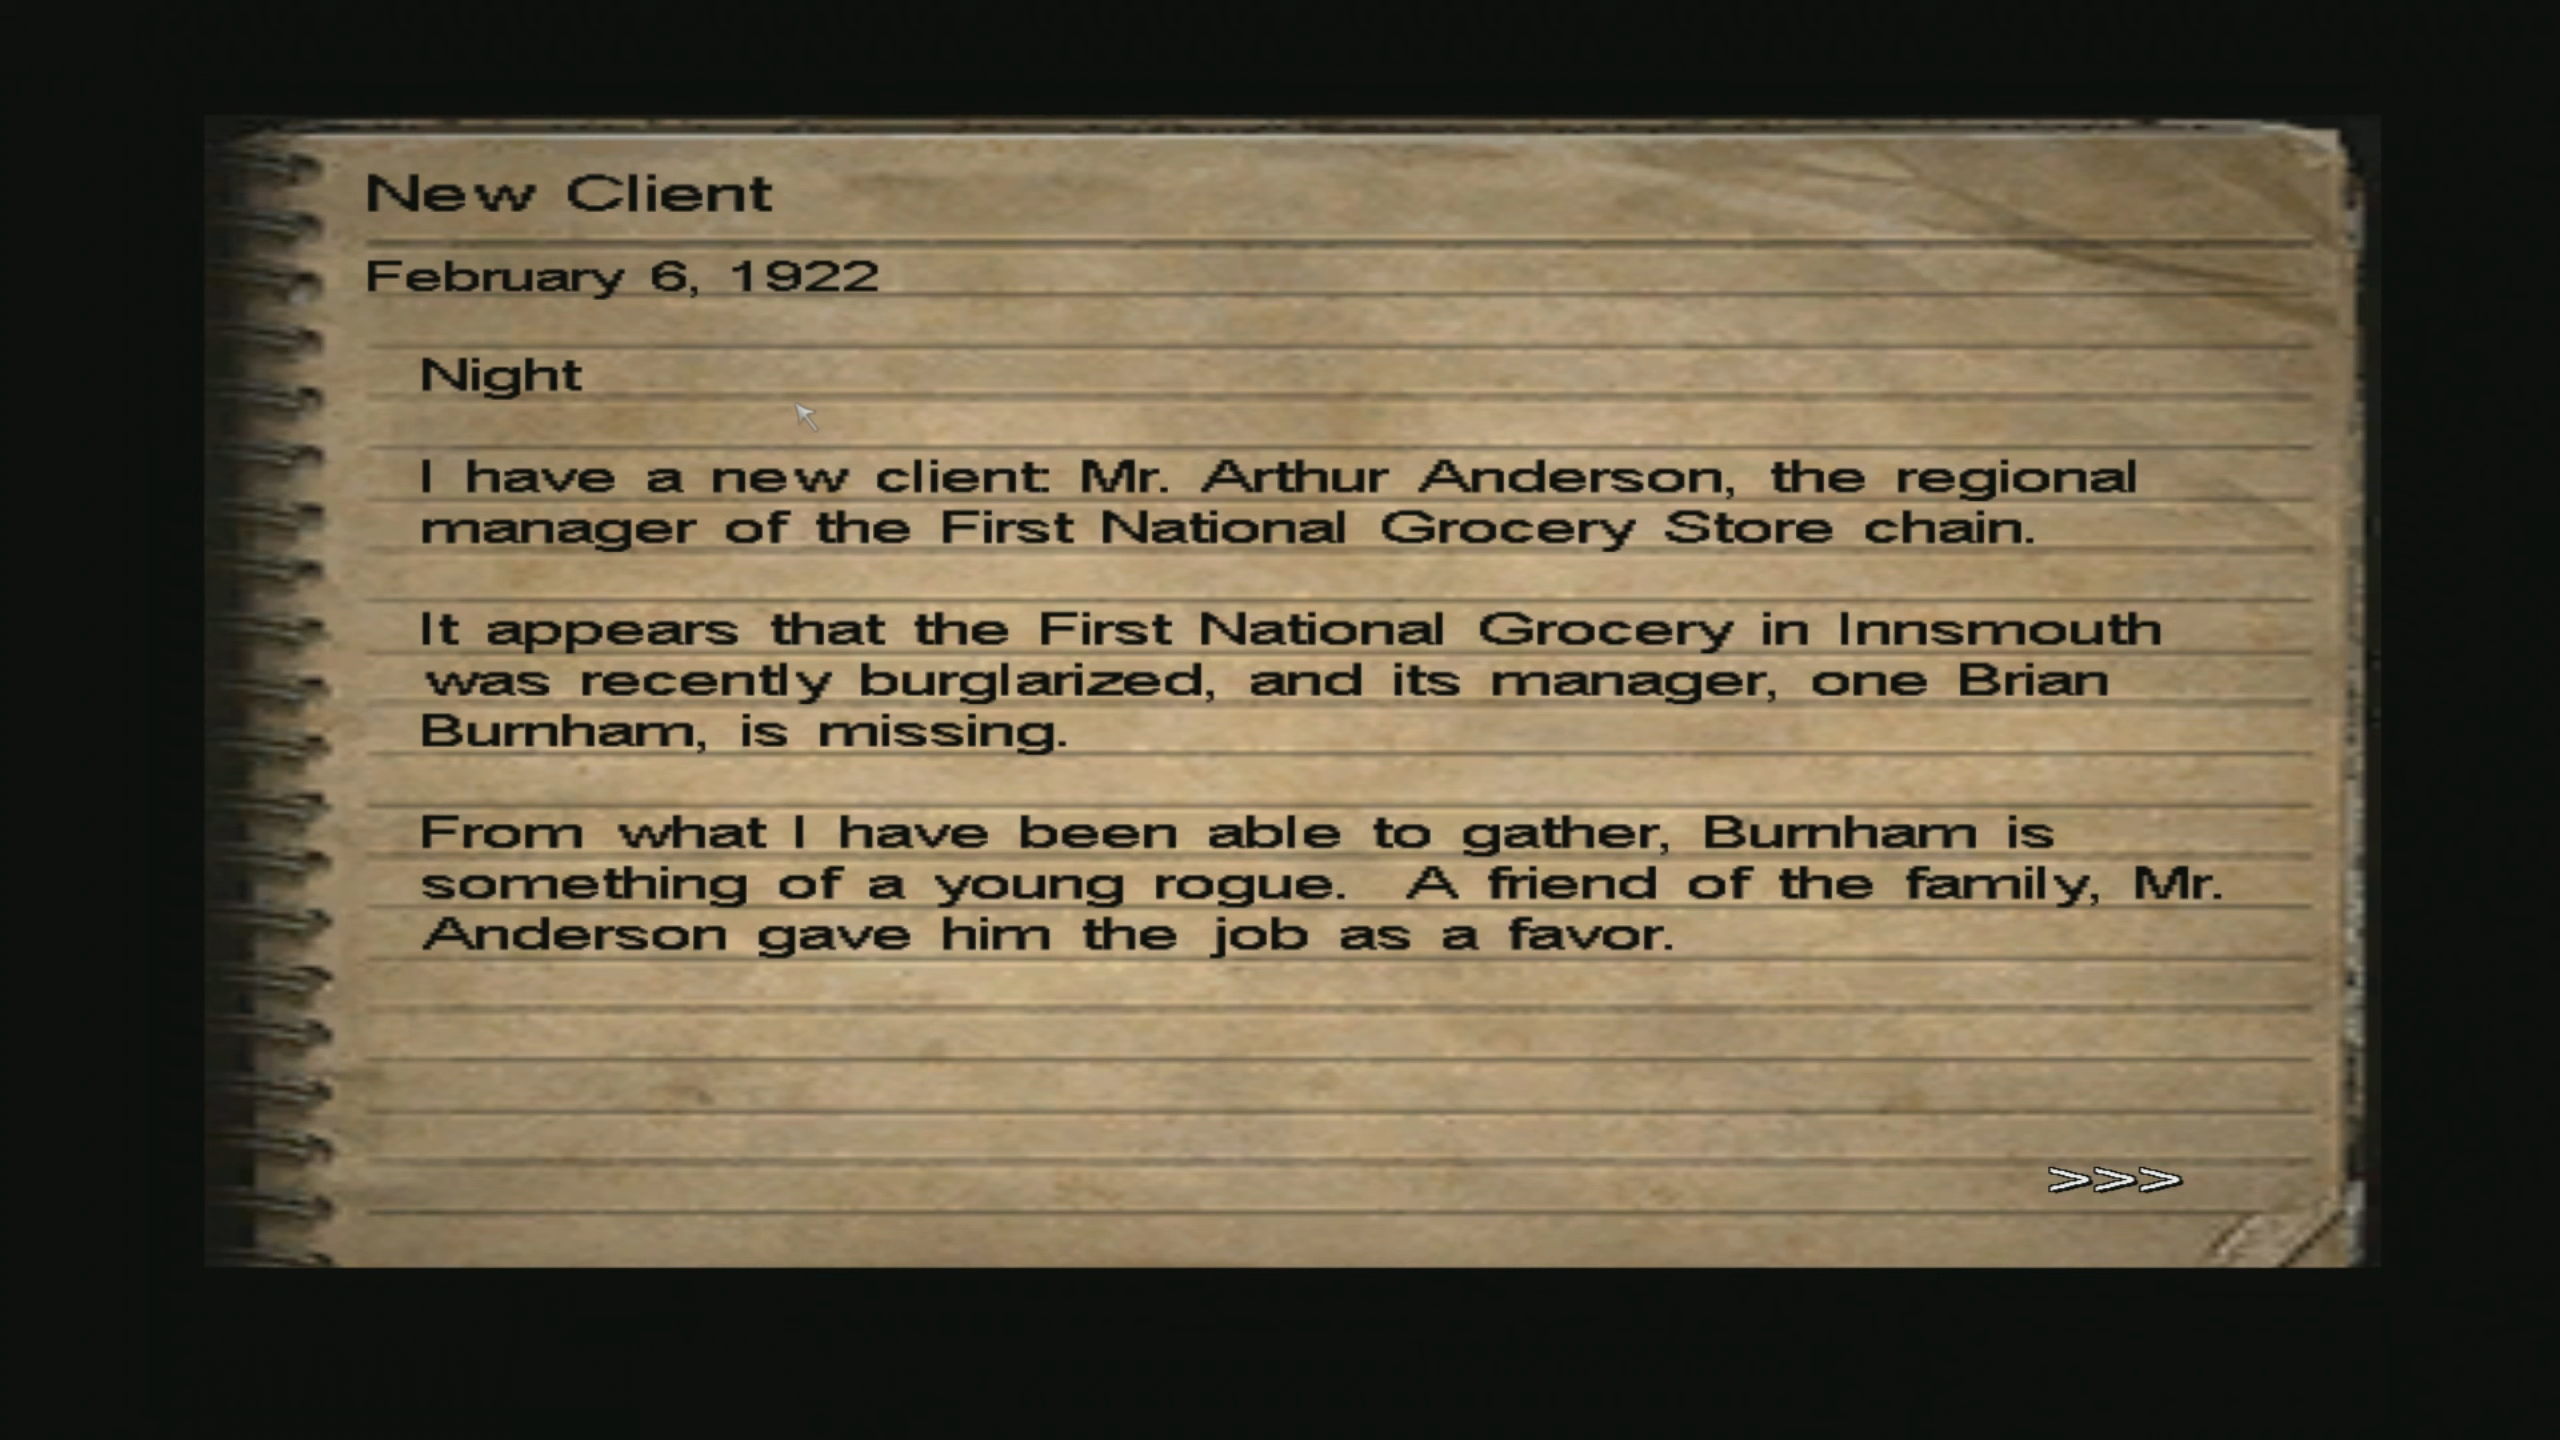 New Client
February 6, 1922
Night
I have a new client: Mr. Arthur Anderson, the regional
manager of the First National Grocery Store chain.
It appears that the First National Grocery in Innsmouth
was recently burglarized, and its manager, one Brian
Burnham, is missing.
From what I have been able to gather, Burnham is
something of a young rogue. A friend of the family, Mr.
Anderson gave him the job as a favor.
>>>